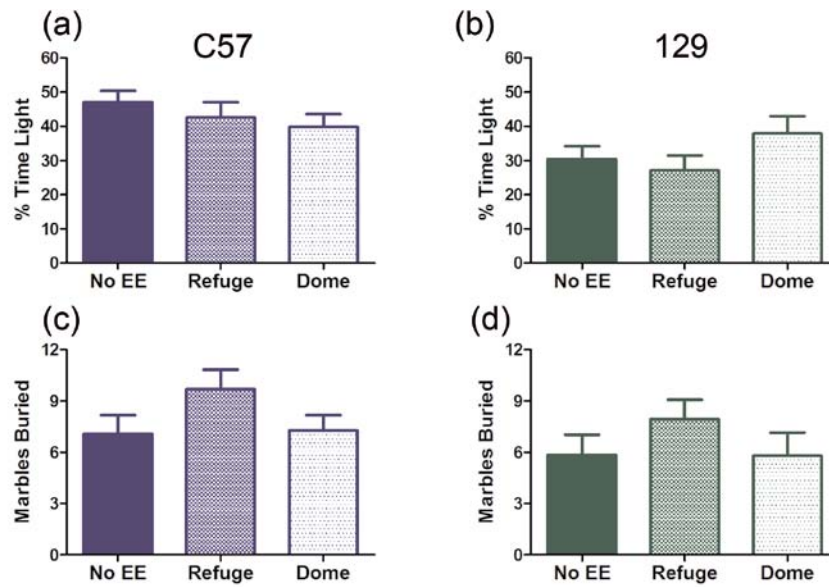 (a)
C57
60
50
40
30
20
10
0
% Time Light
No EE Refuge Dome
(b)
129
60
50
40
30
20
10
0
% Time Light
No EE Refuge Dome
(c)
12
9
6
3
0
Marbles Buried
No EE Refuge Dome
(d)
12
9
6
3
0
Marbles Buried
No EE Refuge Dome